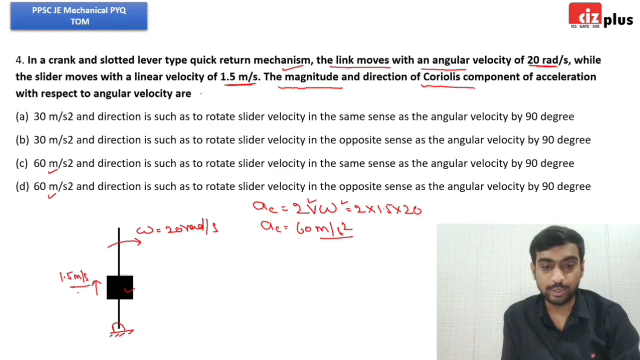 PPSC JE Mechanical PYQ
TOM
CIZ plus
4. In a crank and slotted lever type quick return mechanism, the link moves with an angular velocity of 20 rad/s, while
the slider moves with a linear velocity of 1.5 m/s. The magnitude and direction of Coriolis component of acceleration
with respect to angular velocity are
(a) 30 m/s2 and direction is such as to rotate slider velocity in the same sense as the angular velocity by 90 degree
(b) 30 m/s2 and direction is such as to rotate slider velocity in the opposite sense as the angular velocity by 90 degree
(c) 60 m/s2 and direction is such as to rotate slider velocity in the same sense as the angular velocity by 90 degree
(d) 60 m/s2 and direction is such as to rotate slider velocity in the opposite sense as the angular velocity by 90 degree
ac = 2Vω = 2×1.5×20
ac = 60 m/s2
ω = 20 rad/s
1.5 m/s